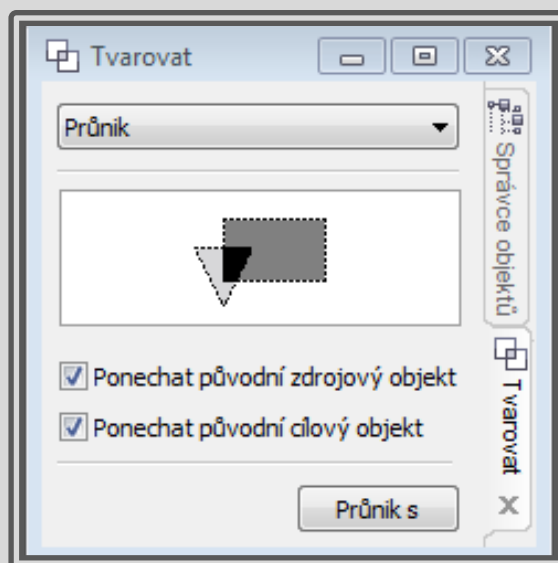 Tvarovat
Průnik
Ponechat původní zdrojový objekt
Ponechat původní cílový objekt
Průnik s
Správce objektů
Tvarovat